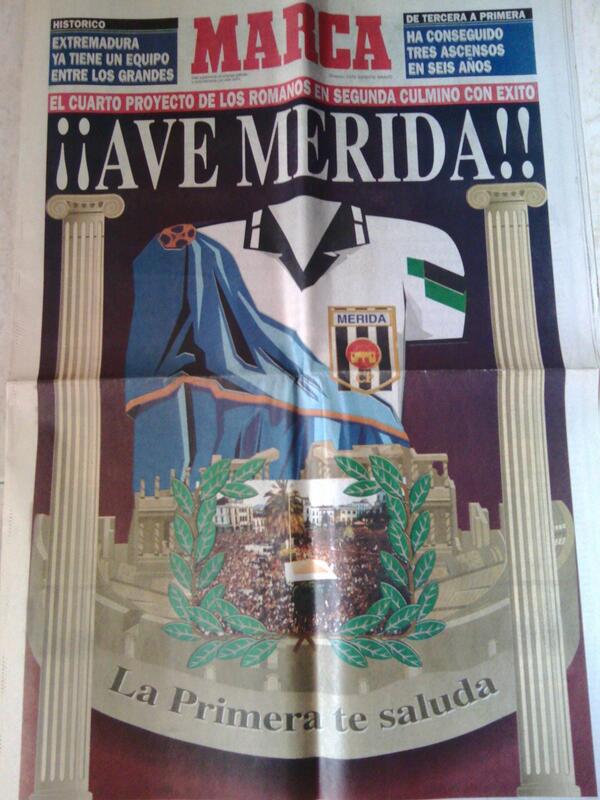 HISTORICO
EXTREMADURA
YA TIENE UN EQUIPO
ENTRE LOS GRANDES
MARCA
DE TERCERA A PRIMERA
HA CONSEGUIDO
TRES ASCENSOS
EN SEIS AÑOS
EL CUARTO PROYECTO DE LOS ROMANOS EN SEGUNDA CULMINO CON EXITO
¡¡AVE MERIDA!!
MERIDA
La Primera te saluda